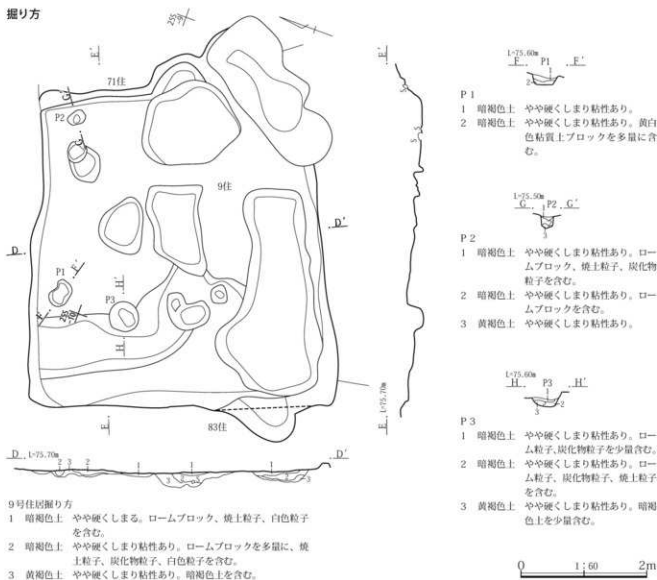 掘り方
71住
P2
G
G'
9住
D
D'
P1
F'
H'
P3
H
83住
E
E'
E'
E L=75.70m
D L=75.70m D'
2 3 2 1 1 1
9号住居掘り方
1 暗褐色土 やや硬くしまる。ロームブロック、焼土粒子、白色粒子
を含む。
2 暗褐色土 やや硬くしまり粘性あり。ロームブロックを多量に、焼
土粒子、炭化物粒子、白色粒子を含む。
3 黄褐色土 やや硬くしまり粘性あり。暗褐色土を含む。
L=75.60m
F P1 F'
1
2
P 1
1 暗褐色土 やや硬くしまり粘性あり。
2 暗褐色土 やや硬くしまり粘性あり。黄白
色粘質土ブロックを多量に含
む。
L=75.50m
G P2 G'
3
P 2
1 暗褐色土 やや硬くしまり粘性あり。ロー
ムブロック、焼土粒子、炭化物
粒子を含む。
2 暗褐色土 やや硬くしまり粘性あり。ロー
ムブロックを含む。
3 黄褐色土 やや硬くしまり粘性あり。
L=75.60m
H P3 H'
1
3 2
P 3
1 暗褐色土 やや硬くしまり粘性あり。ロー
ム粒子、炭化物粒子を少量含む。
2 暗褐色土 やや硬くしまり粘性あり。ロー
ム粒子、炭化物粒子、焼土粒子
を含む。
3 黄褐色土 やや硬くしまり粘性あり。暗褐
色土を少量含む。
0 1:60 2m